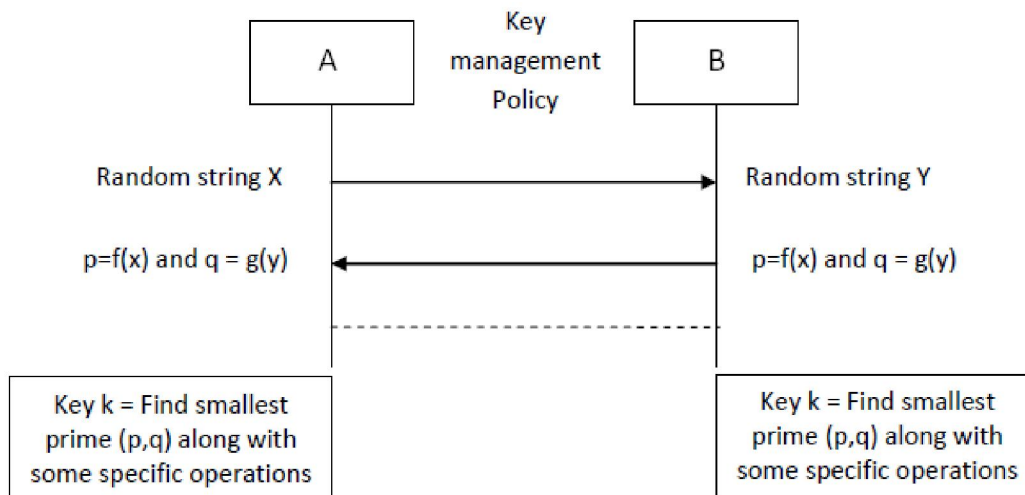 A
Key
management
Policy
B
Random string X
Random string Y
p=f(x) and q = g(y)
p=f(x) and q = g(y)
Key k = Find smallest
prime (p,q) along with
some specific operations
Key k = Find smallest
prime (p,q) along with
some specific operations